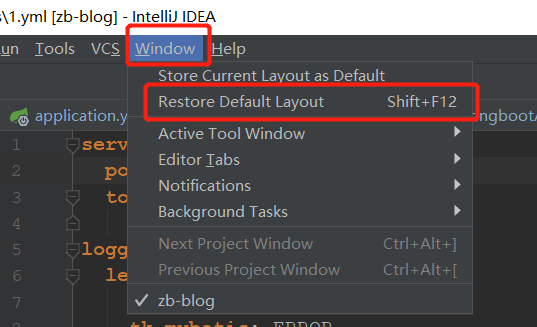 s\1.yml [zb-blog] - IntelliJ IDEA
un Tools VCS Window Help
Store Current Layout as Default
Restore Default Layout Shift+F12
application.y
ngboot
Active Tool Window
Editor Tabs
Notifications
Background Tasks
Next Project Window Ctrl+Alt+]
Previous Project Window Ctrl+Alt+[
✓ zb-blog
1 serv
2 po
3 to
4
5 logg
6 le
7
tk.mybatis: ERROR